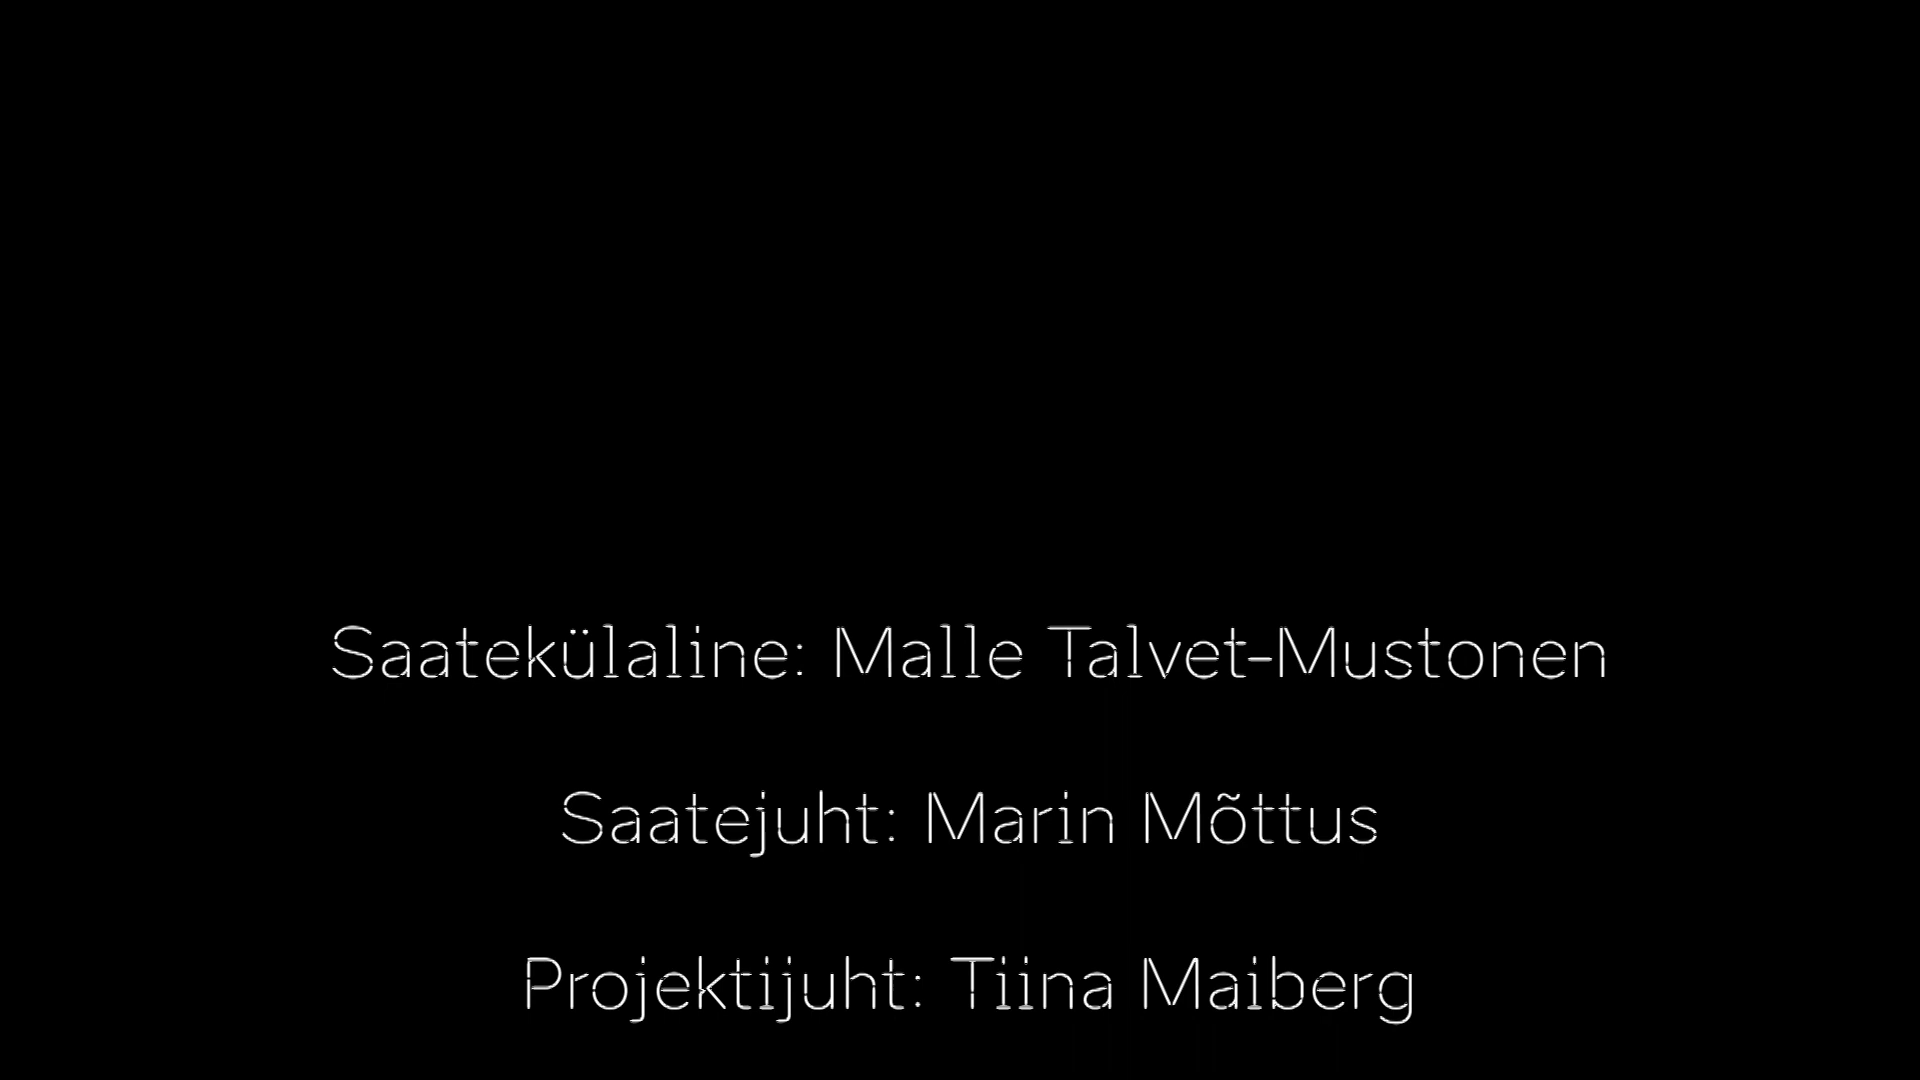 Saatekülaline: Malle Talvet-Mustonen
Saatejuht: Marin Mõttus
Projektijuht: Tiina Maiberg